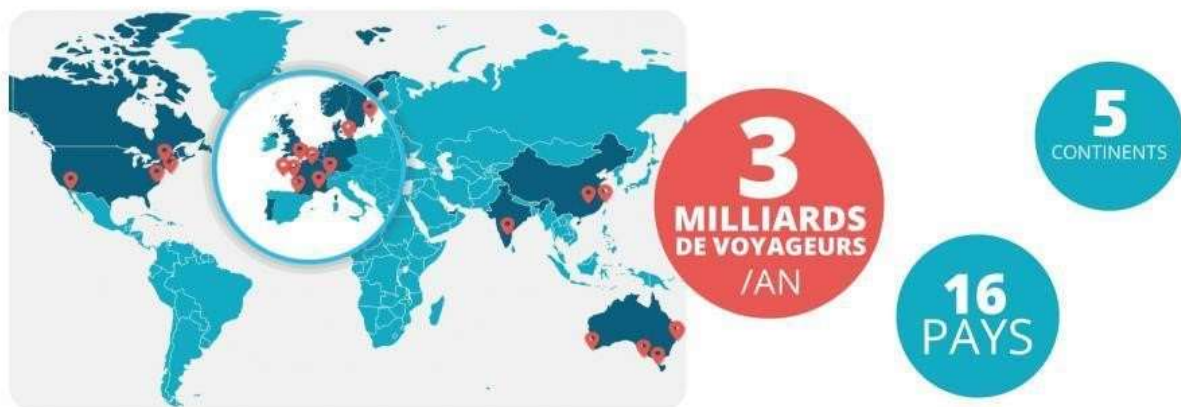 3
MILLIARDS
DE VOYAGEURS
/AN
5
CONTINENTS
16
PAYS